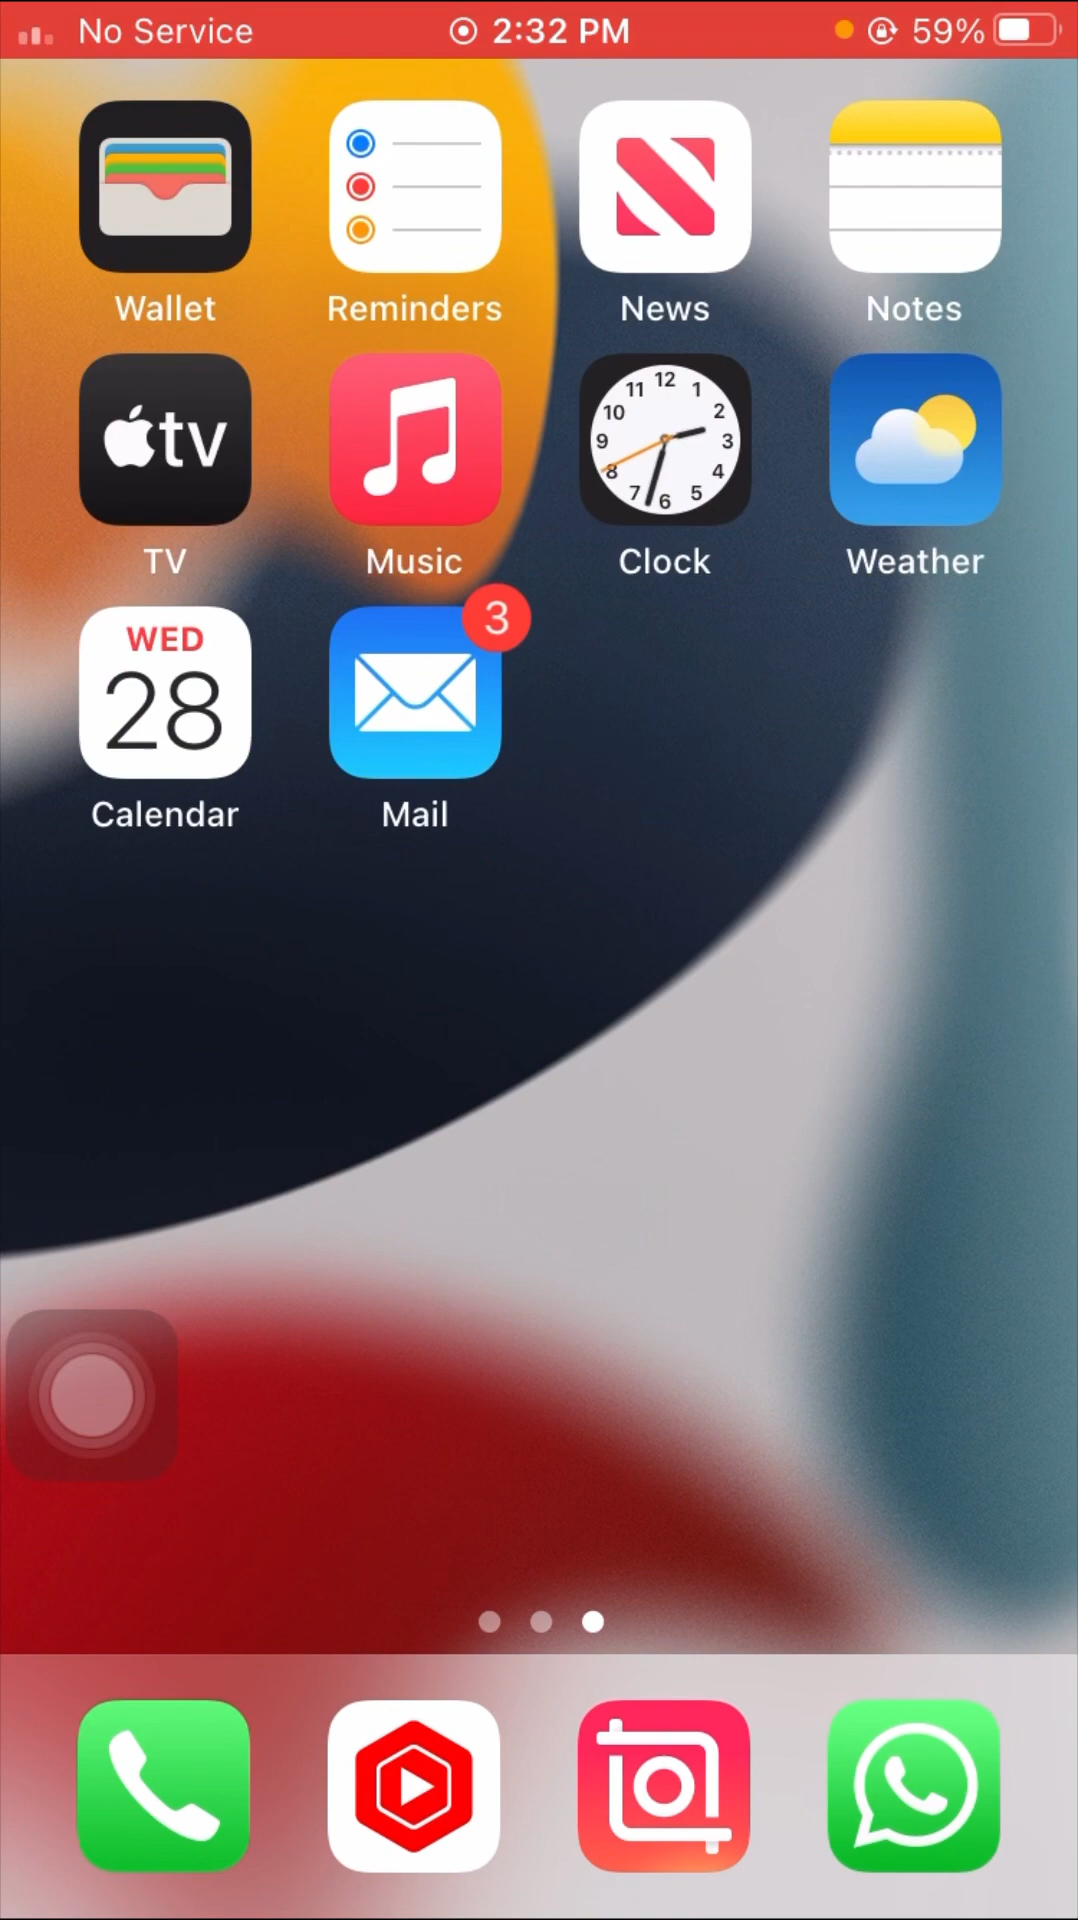 No Service 2:32 PM 59%
Wallet Reminders News Notes
tv
12
11 1
10 2
9 3
8 4
7 5
6
TV Music Clock Weather
WED
28
3
Calendar Mail